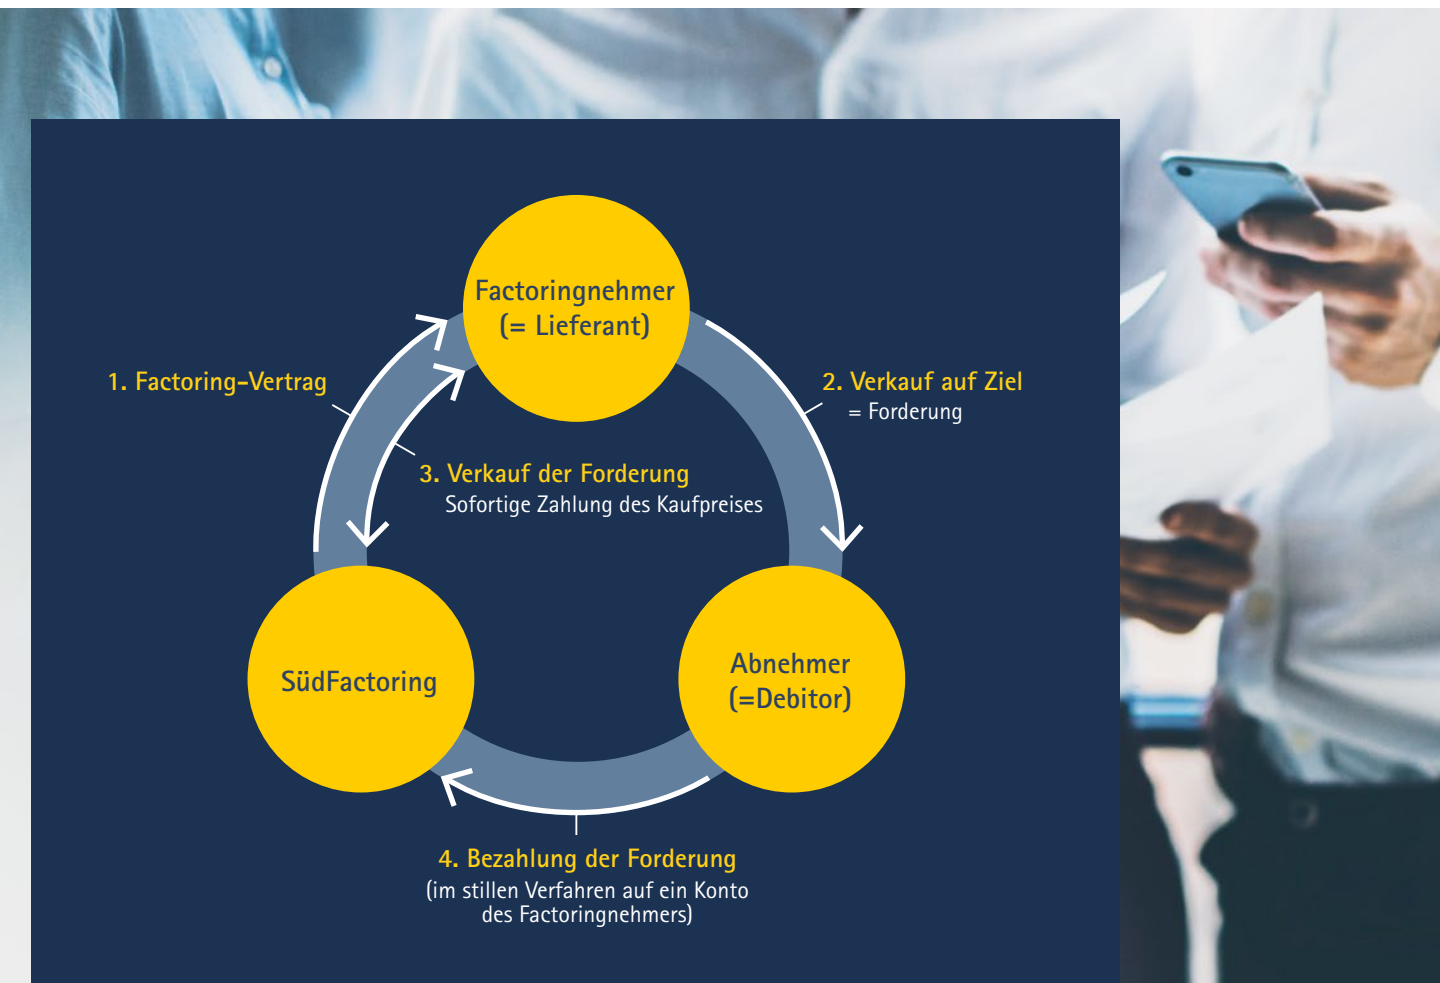 Factoringnehmer
(= Lieferant)
1. Factoring-Vertrag
2. Verkauf auf Ziel
= Forderung
3. Verkauf der Forderung
Sofortige Zahlung des Kaufpreises
SüdFactoring
Abnehmer
(=Debitor)
4. Bezahlung der Forderung
(im stillen Verfahren auf ein Konto
des Factoringnehmers)